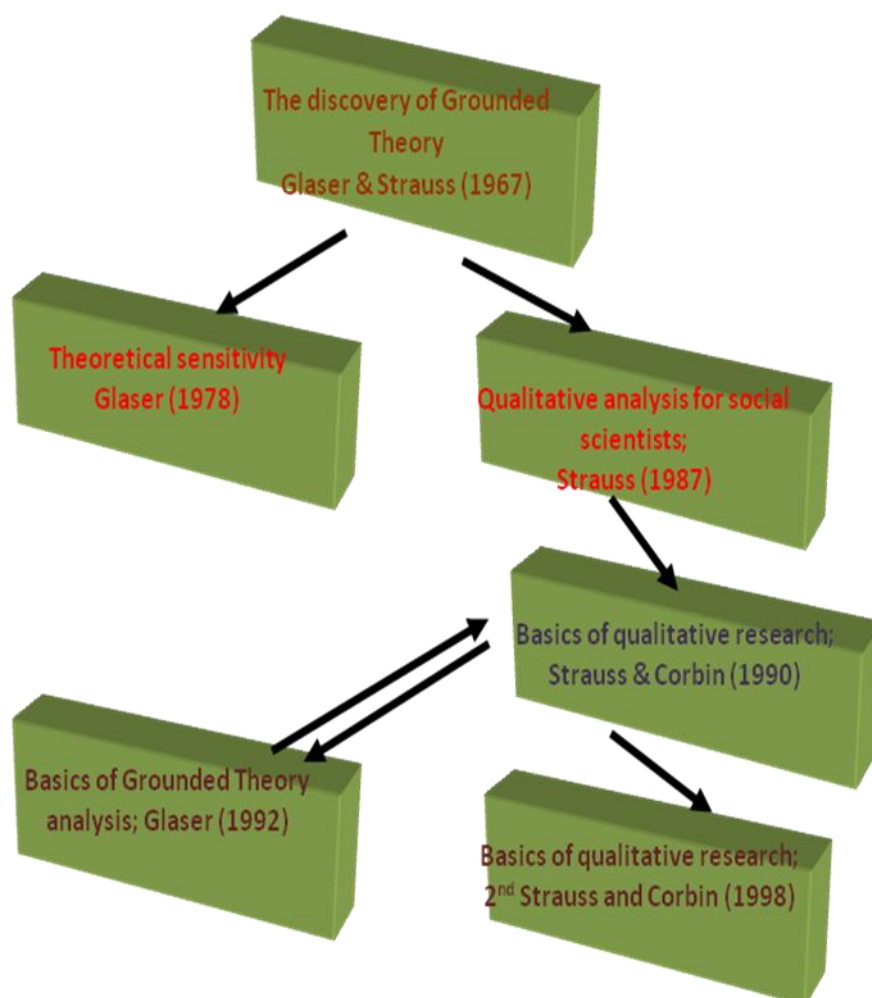 The discovery of Grounded
Theory
Glaser & Strauss (1967)
Theoretical sensitivity
Glaser (1978)
Qualitative analysis for social
scientists;
Strauss (1987)
Basics of qualitative research;
Strauss & Corbin (1990)
Basics of Grounded Theory
analysis; Glaser (1992)
Basics of qualitative research;
2nd Strauss and Corbin (1998)